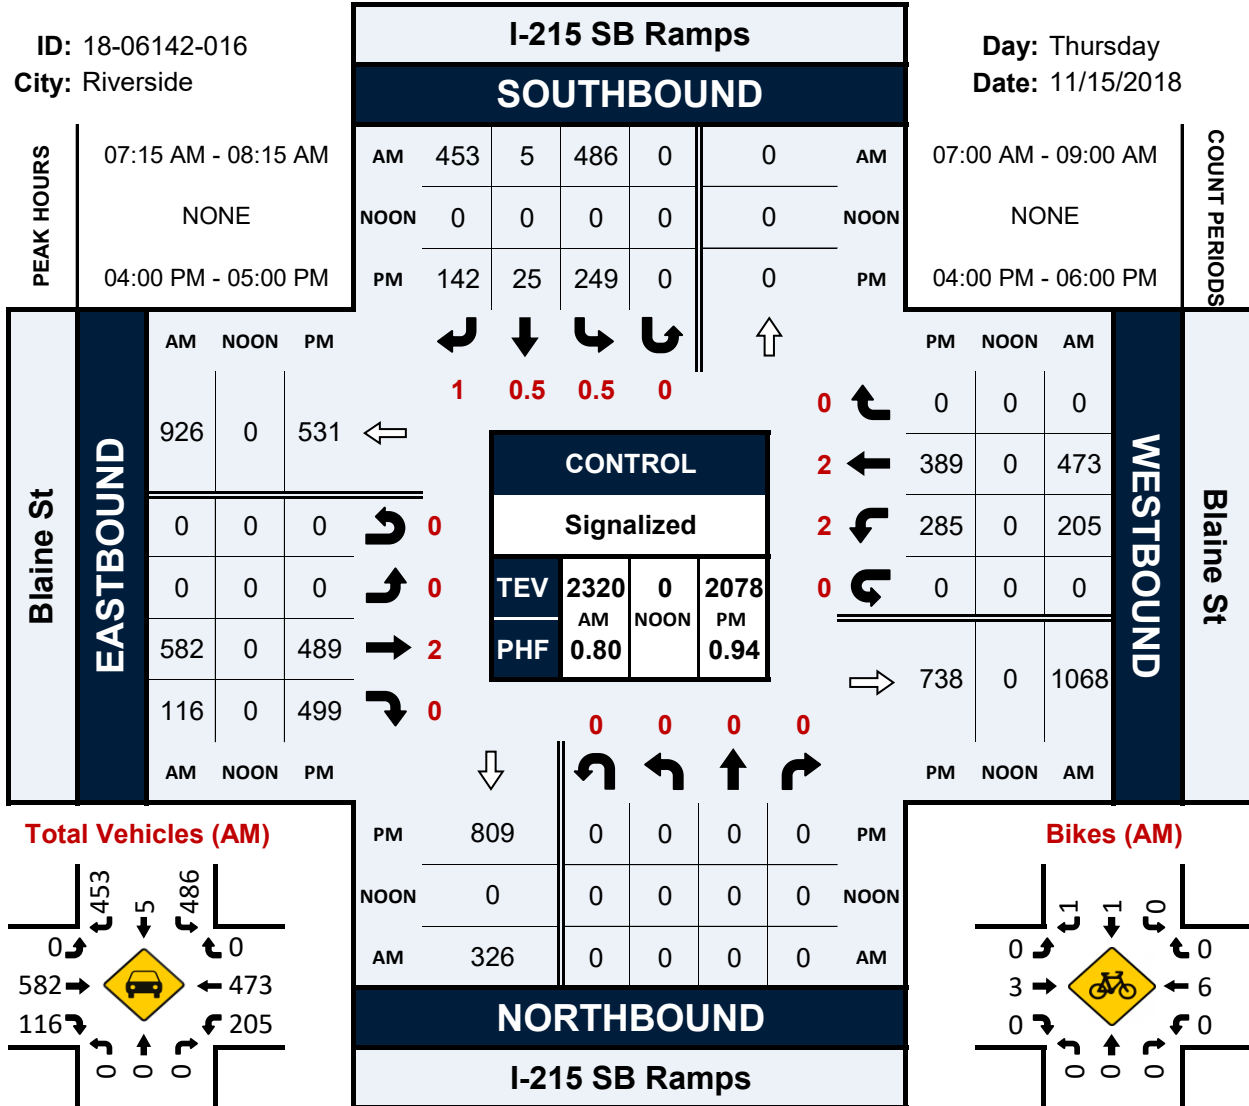 I-215 SB Ramps
ID: 18-06142-016
Day: Thursday
City: Riverside
Date: 11/15/2018
SOUTHBOUND
PEAK HOURS
07:15 AM - 08:15 AM
NONE
04:00 PM - 05:00 PM
AM 453 5 486 0 0 AM
NOON 0 0 0 0 0 NOON
PM 142 25 249 0 0 PM
07:00 AM - 09:00 AM
NONE
04:00 PM - 06:00 PM
COUNT PERIODS
1 0.5 0.5 0
Blaine St
EASTBOUND
AM NOON PM
926 0 531
0 0 0 0
0 0 0 0
582 0 489 2
116 0 499 0
AM NOON PM
CONTROL
Signalized
TEV 2320 0 2078
AM NOON PM
PHF 0.80 0.94
PM NOON AM
0 0 0 0
2 389 0 473
2 285 0 205
0 0 0 0
738 0 1068
PM NOON AM
WESTBOUND
Blaine St
0 0 0 0
PM 809 0 0 0 0 PM
NOON 0 0 0 0 0 NOON
AM 326 0 0 0 0 AM
NORTHBOUND
I-215 SB Ramps
Total Vehicles (AM)
453 5 486
0 0
582 473
116 205
0 0 0
Bikes (AM)
1 1 0
0 0
3 6
0 0
0 0 0